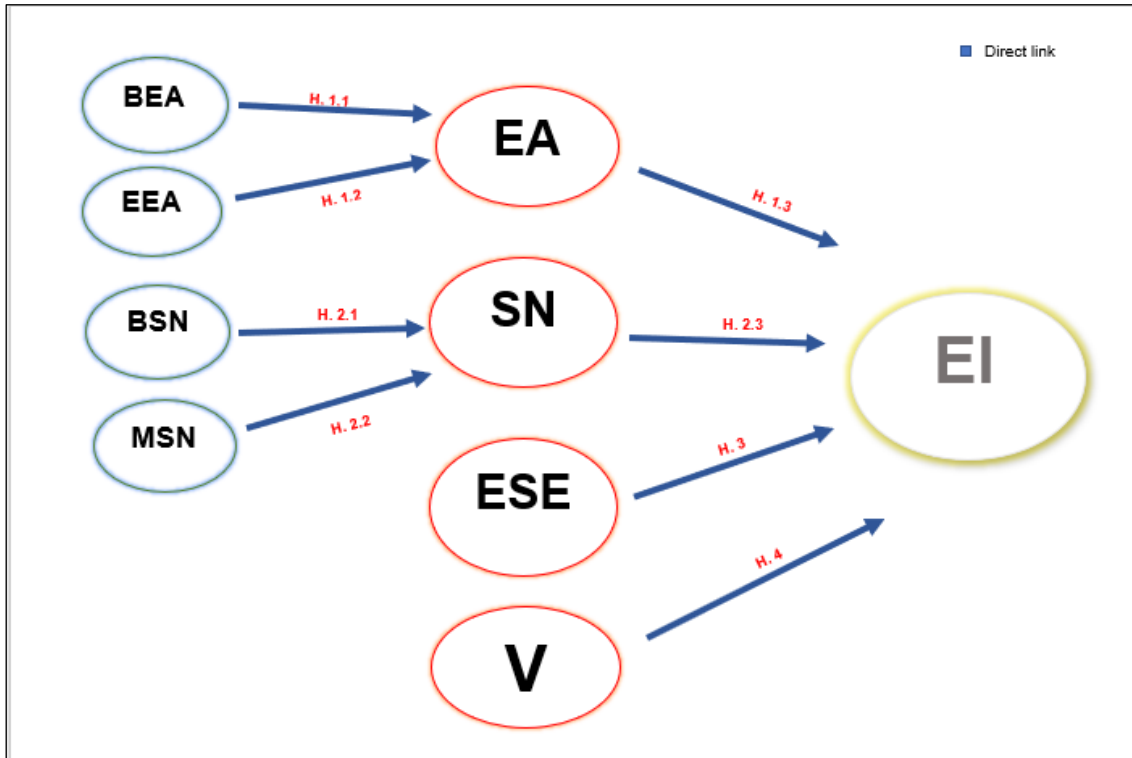 Direct link
BEA
H. 1.1
EA
EEA
H. 1.2
H. 1.3
BSN
H. 2.1
SN
H. 2.3
EI
MSN
H. 2.2
ESE
H. 3
V
H. 4